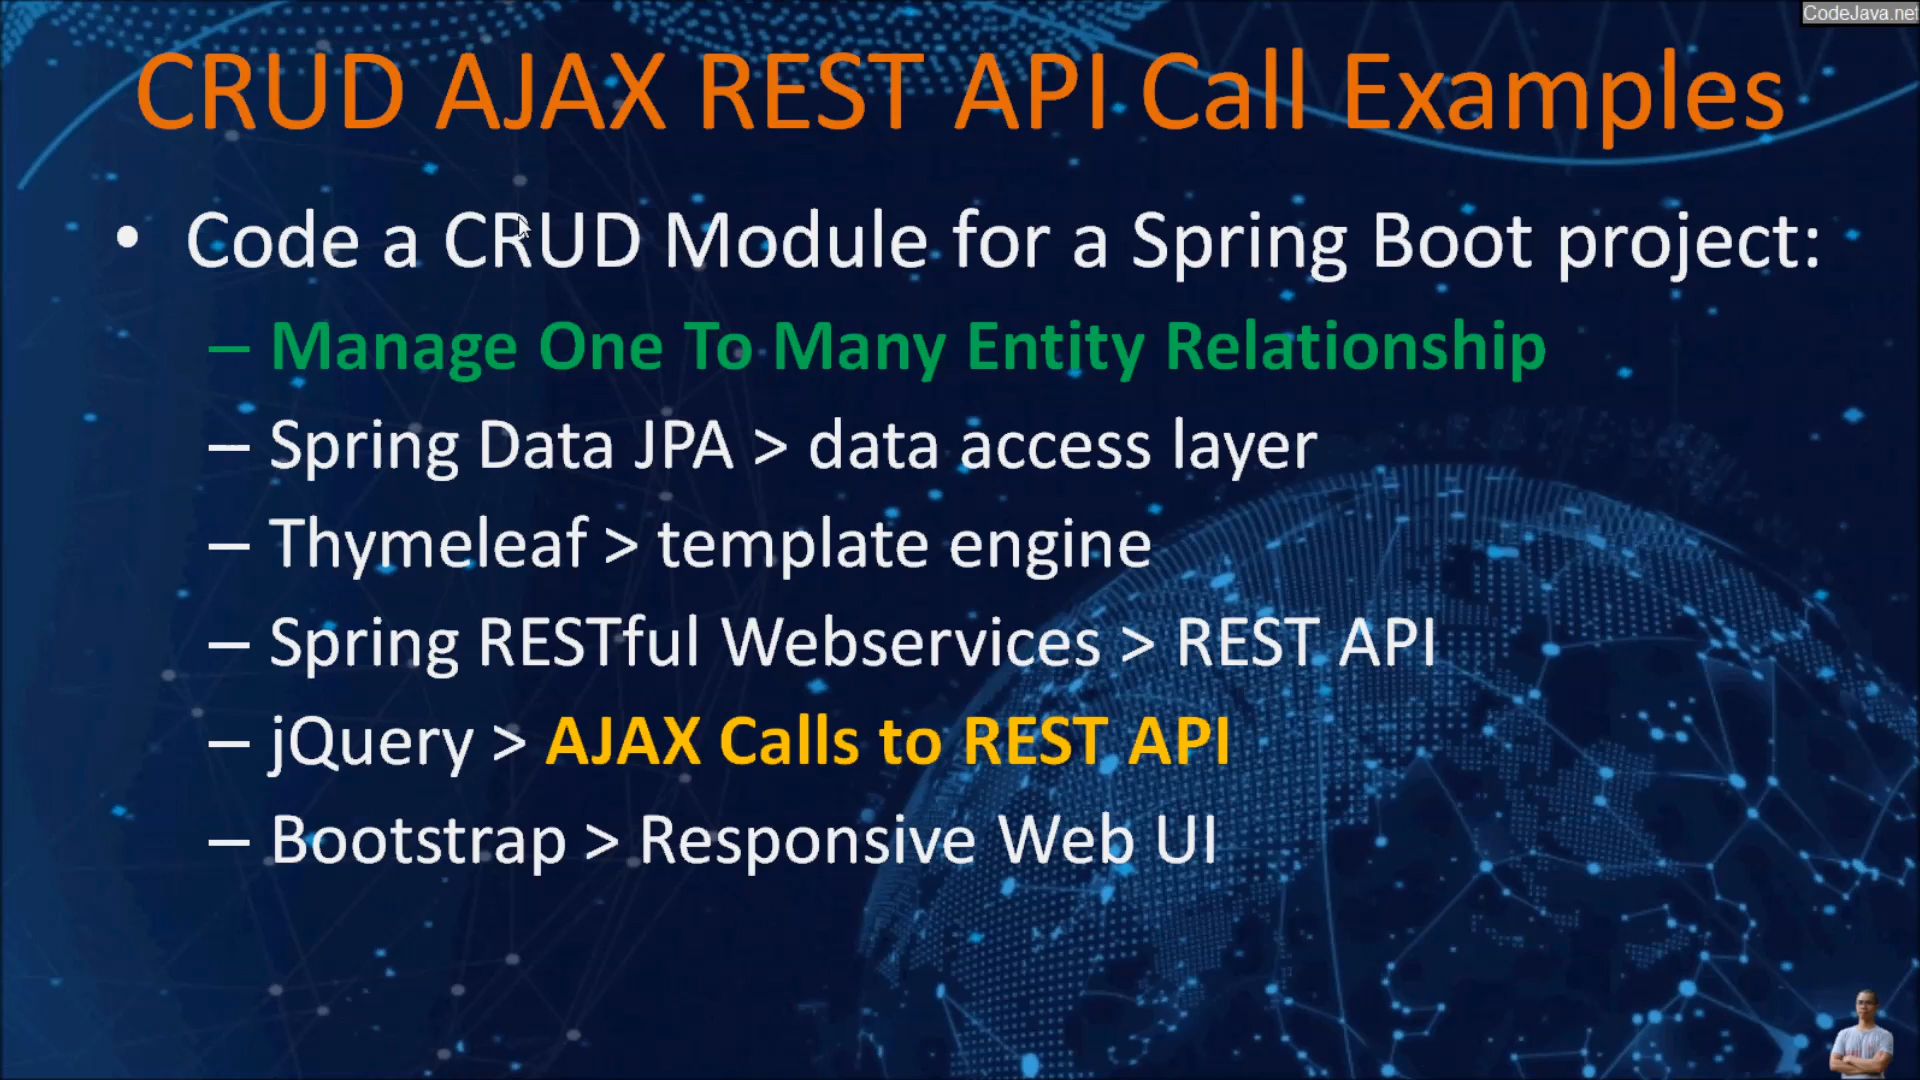 CodeJava.net
CRUD AJAX REST API Call Examples
• Code a CRUD Module for a Spring Boot project:
– Manage One To Many Entity Relationship
– Spring Data JPA > data access layer
– Thymeleaf > template engine
– Spring RESTful Webservices > REST API
– jQuery > AJAX Calls to REST API
– Bootstrap > Responsive Web UI